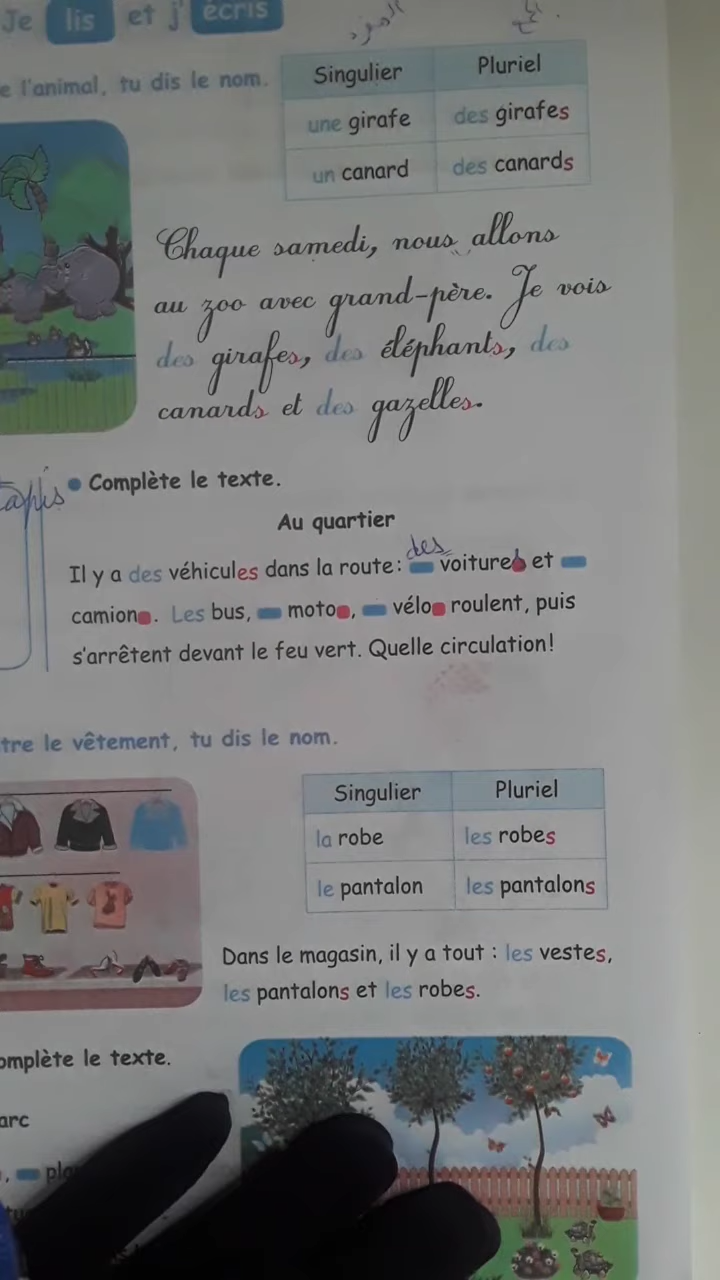 Je lis et j'écris
المفرد
e l'animal, tu dis le nom.
Singulier Pluriel
une girafe des girafes
un canard des canards
Chaque samedi, nous allons
au zoo avec grand-père. Je vois
des girafes, des éléphants, des
canards et des gazelles.
Complète le texte.
Au quartier
des
Il y a des véhicules dans la route: voitures et
camion . Les bus, moto , vélo roulent, puis
s'arrêtent devant le feu vert. Quelle circulation!
tre le vêtement, tu dis le nom.
Singulier Pluriel
la robe les robes
le pantalon les pantalons
Dans le magasin, il y a tout : les vestes,
les pantalons et les robes.
omplète le texte.
arc